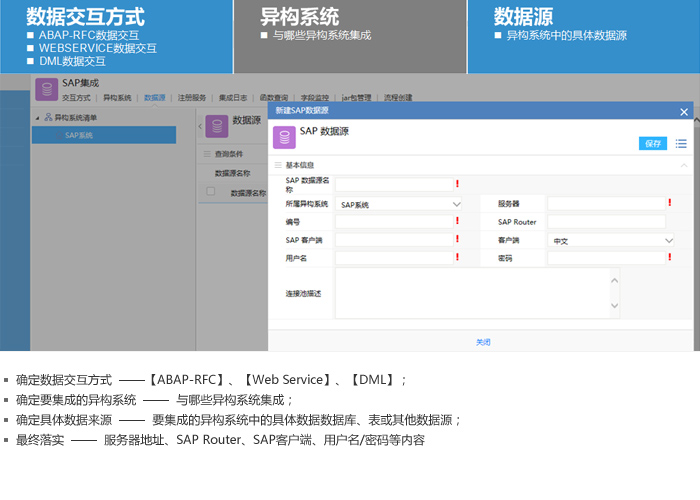 数据交互方式
■ ABAP-RFC数据交互
■ WEBSERVICE数据交互
■ DML数据交互
异构系统
■ 与哪些异构系统集成
数据源
■ 异构系统中的具体数据源
SAP集成
交互方式 | 异构系统 | 数据源 | 注册服务 | 集成日志 | 函数查询 | 字段监控 | jar包管理 | 流程创建
异构系统清单
SAP系统
数据源
查询条件
数据源名称
数据源名称
新建SAP数据源
SAP 数据源
保存
基本信息
SAP 数据源名称 !
所属异构系统 SAP系统 服务器 !
编号 ! SAP Router
SAP 客户端 ! 客户端 中文
用户名 ! 密码 !
连接池描述
关闭
▪ 确定数据交互方式 ——【ABAP-RFC】、【Web Service】、【DML】；
▪ 确定要集成的异构系统 —— 与哪些异构系统集成；
▪ 确定具体数据来源 —— 要集成的异构系统中的具体数据数据库、表或其他数据源；
▪ 最终落实 —— 服务器地址、SAP Router、SAP客户端、用户名/密码等内容